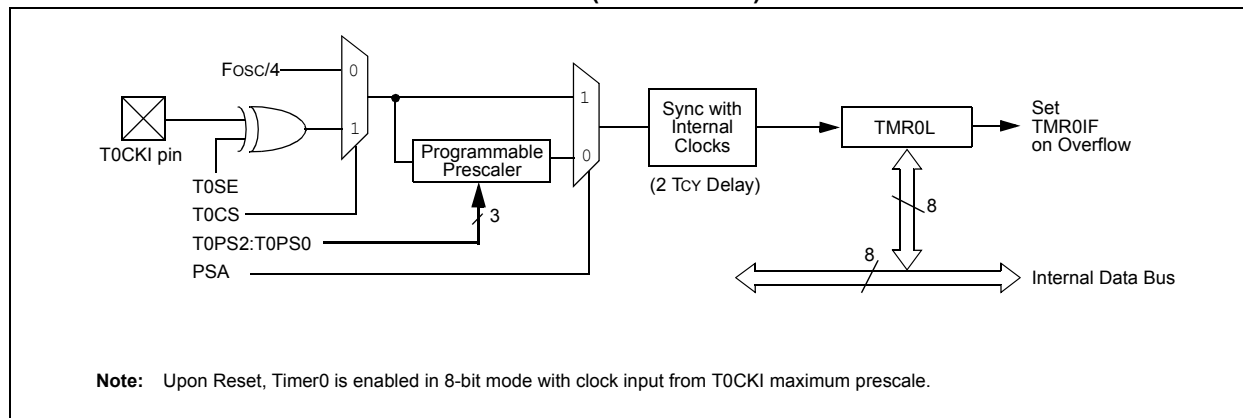 Fosc/4
0
1
T0CKI pin
T0SE
T0CS
T0PS2:T0PS0
PSA
Programmable
Prescaler
3
1
0
Sync with
Internal
Clocks
(2 TCY Delay)
TMR0L
Set
TMR0IF
on Overflow
8
8
Internal Data Bus
Note: Upon Reset, Timer0 is enabled in 8-bit mode with clock input from T0CKI maximum prescale.